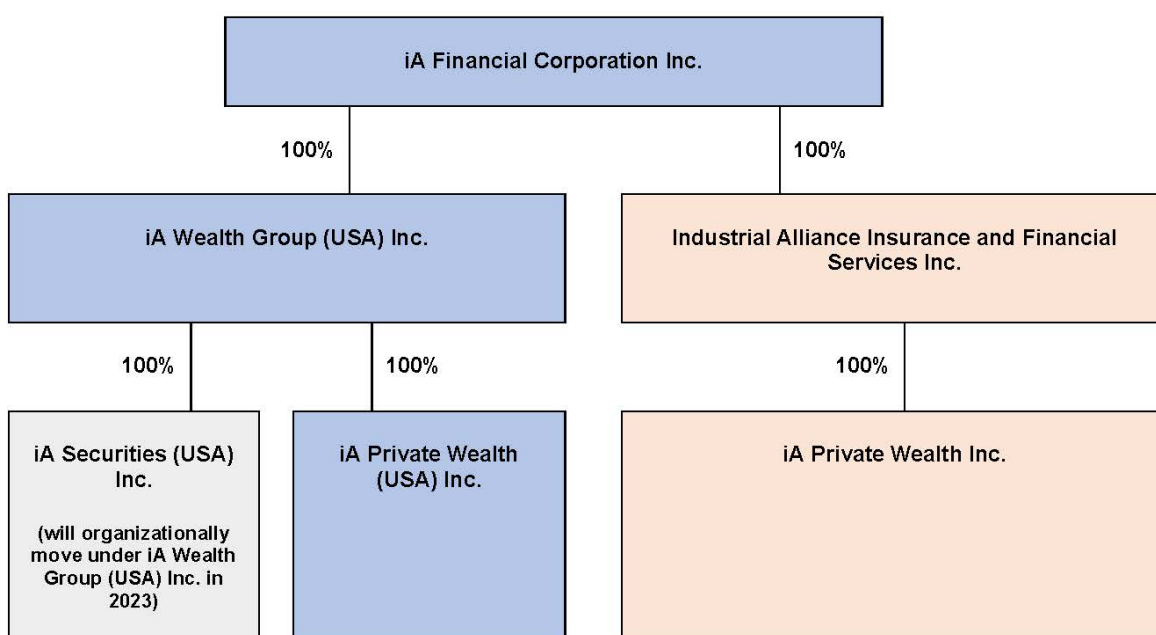 iA Financial Corporation Inc.
100%
100%
iA Wealth Group (USA) Inc.
Industrial Alliance Insurance and Financial
Services Inc.
100%
100%
100%
iA Securities (USA)
Inc.
(will organizationally
move under iA Wealth
Group (USA) Inc. in
2023)
iA Private Wealth
(USA) Inc.
iA Private Wealth Inc.